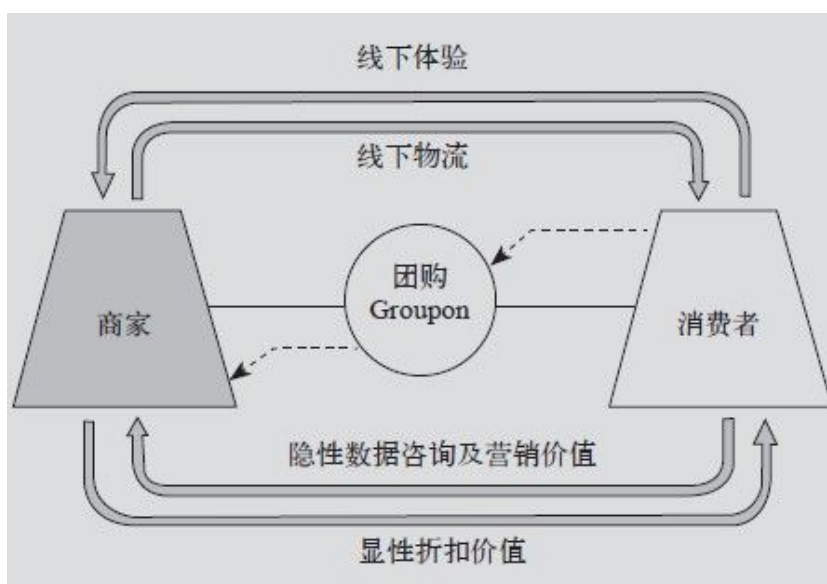 线下体验
线下物流
团购
Groupon
商家
消费者
隐性数据咨询及营销价值
显性折扣价值